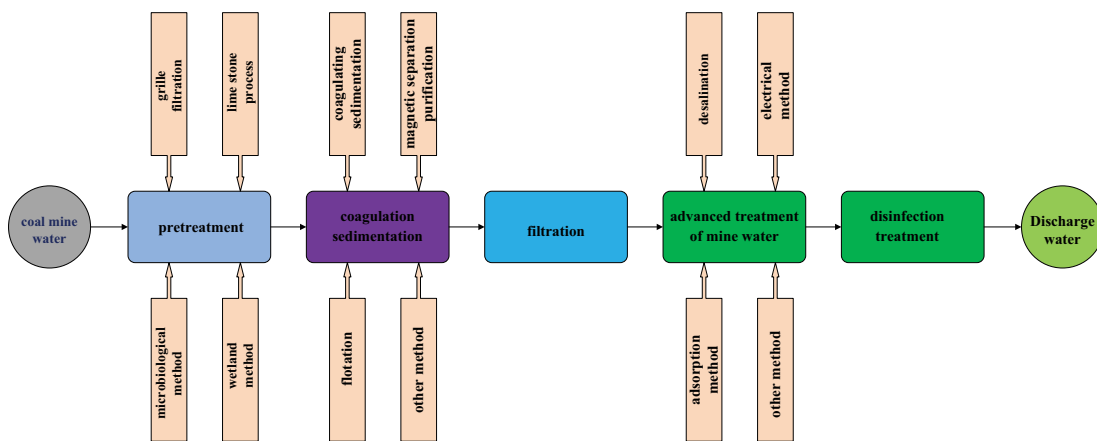 grille
filtration
lime stone
process
coagulating
sedimentation
magnetic separation
purification
desalination
electrical
method
coal mine
water
pretreatment
coagulation
sedimentation
filtration
advanced treatment
of mine water
disinfection
treatment
Discharge
water
microbiological
method
wetland
method
flotation
other method
adsorption
method
other method